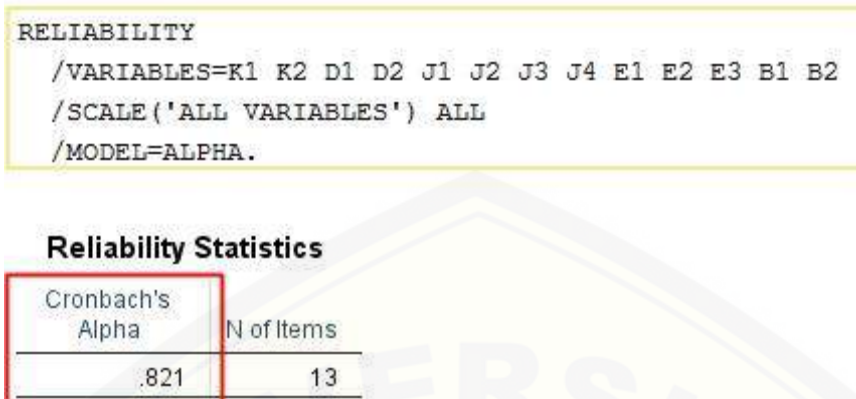 RELIABILITY
/VARIABLES=K1 K2 D1 D2 J1 J2 J3 J4 E1 E2 E3 B1 B2
/SCALE('ALL VARIABLES') ALL
/MODEL=ALPHA.
Reliability Statistics
Cronbach's
Alpha N of Items
.821 13